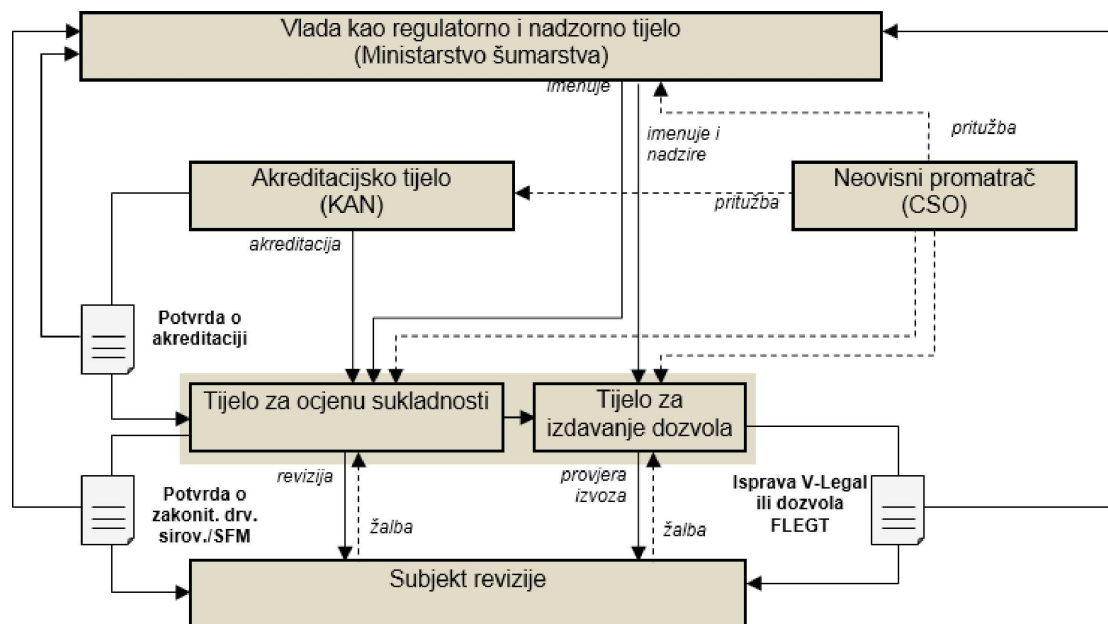 Vlada kao regulatorno i nadzorno tijelo
(Ministarstvo šumarstva)
imenuje
imenuje i
nadzire
pritužba
Akreditacijsko tijelo
(KAN)
pritužba
Neovisni promatrač
(CSO)
akreditacija
Potvrda o
akreditaciji
Tijelo za ocjenu sukladnosti
Tijelo za
izdavanje dozvola
revizija
provjera
izvoza
Potvrda o
zakonit. drv.
sirov./SFM
žalba
žalba
Isprava V-Legal
ili dozvola
FLEGT
Subjekt revizije